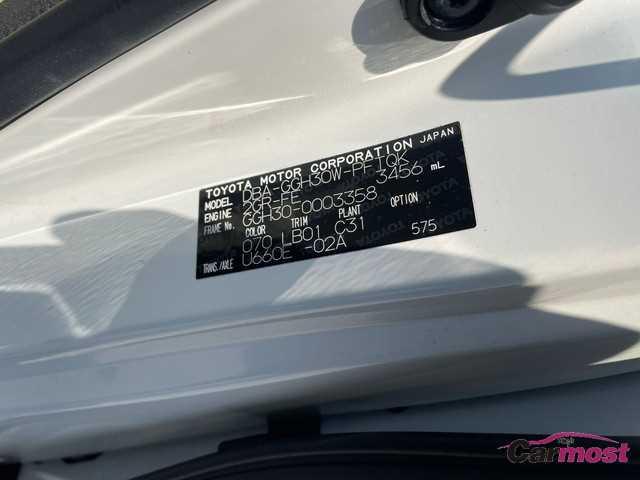 TOYOTA MOTOR CORPORATION JAPAN
MODEL DBA-GGH30W-PFTQK
ENGINE 2GR-FE 3456 mL
FRAME No. GGH30-0003358
COLOR TRIM PLANT OPTION
070 LB01 C31 575
TRANS./AXLE U660E -02A
Carmost